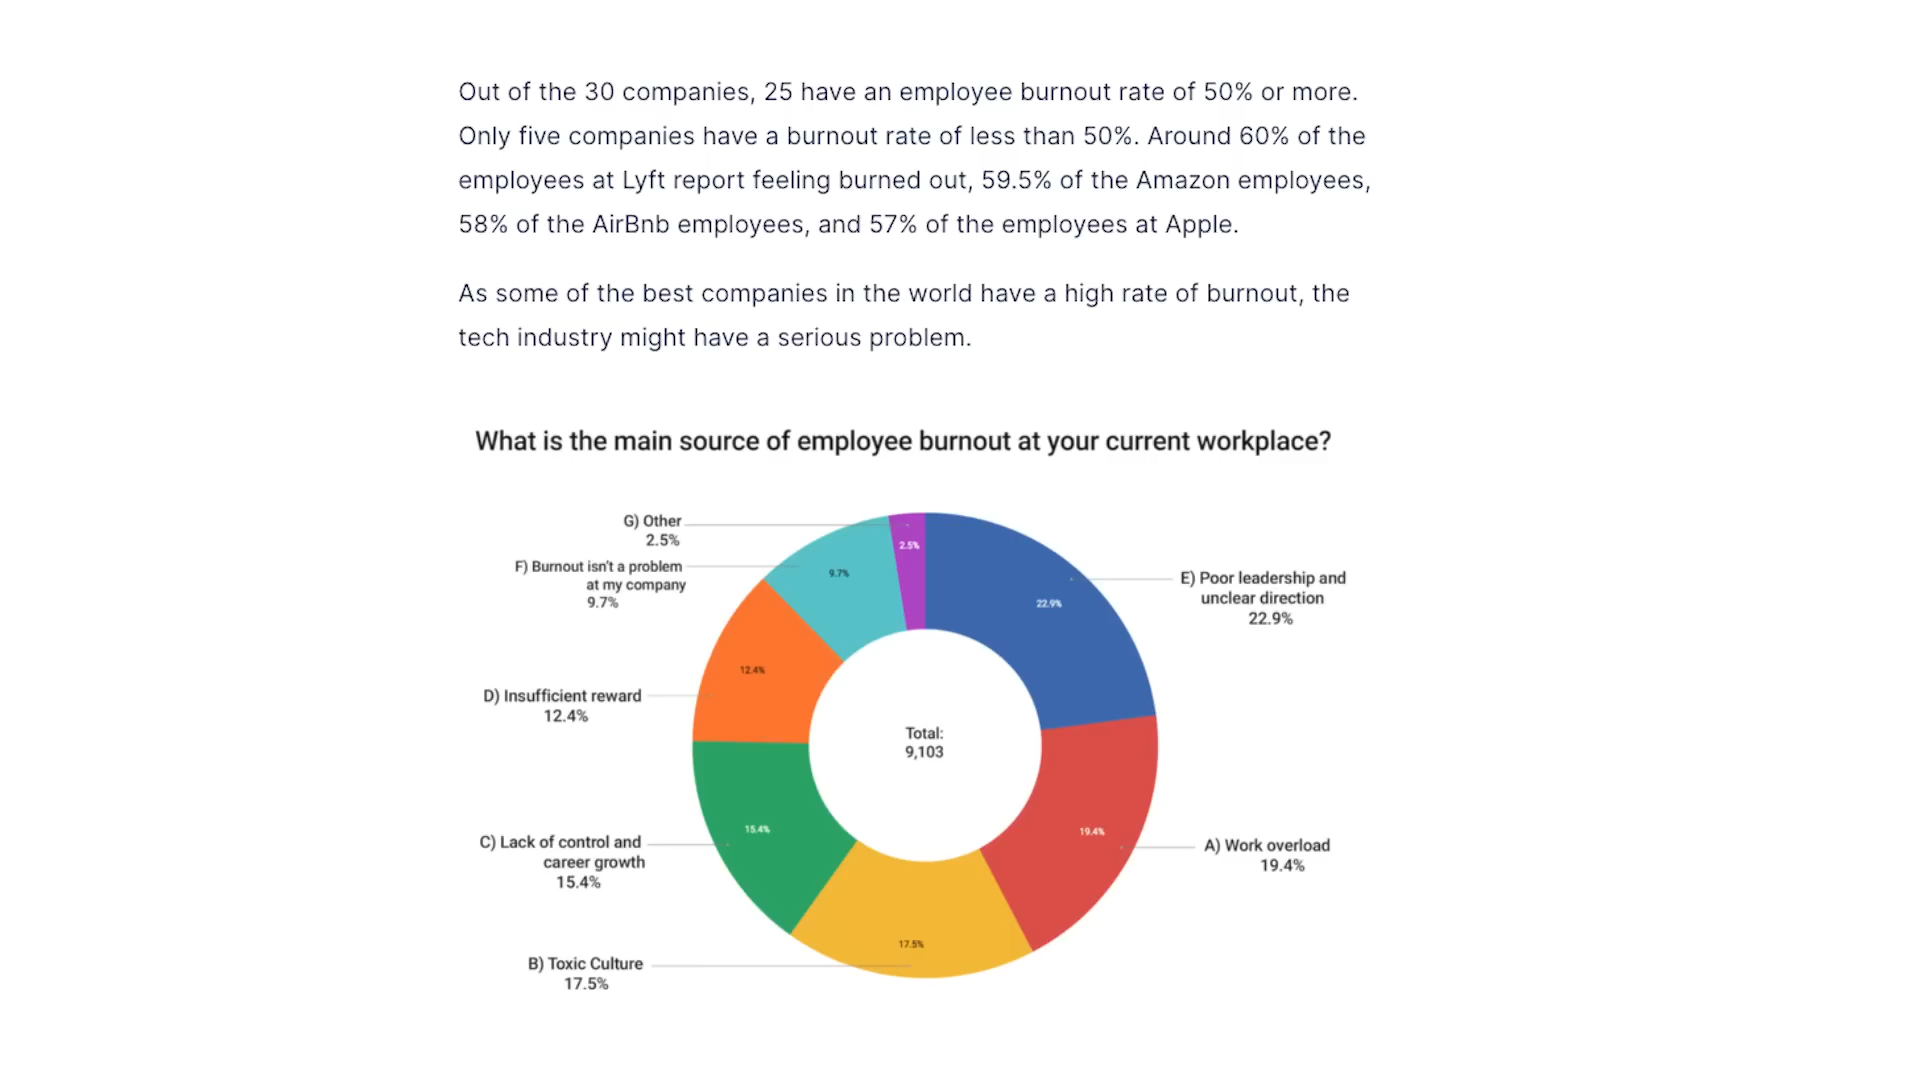 Out of the 30 companies, 25 have an employee burnout rate of 50% or more.
Only five companies have a burnout rate of less than 50%. Around 60% of the
employees at Lyft report feeling burned out, 59.5% of the Amazon employees,
58% of the AirBnb employees, and 57% of the employees at Apple.
As some of the best companies in the world have a high rate of burnout, the
tech industry might have a serious problem.
What is the main source of employee burnout at your current workplace?
G) Other
2.5%
F) Burnout isn't a problem
at my company
9.7%
D) Insufficient reward
12.4%
C) Lack of control and
career growth
15.4%
B) Toxic Culture
17.5%
2.5%
9.7%
22.9%
12.4%
Total:
9,103
15.4%
19.4%
17.5%
E) Poor leadership and
unclear direction
22.9%
A) Work overload
19.4%